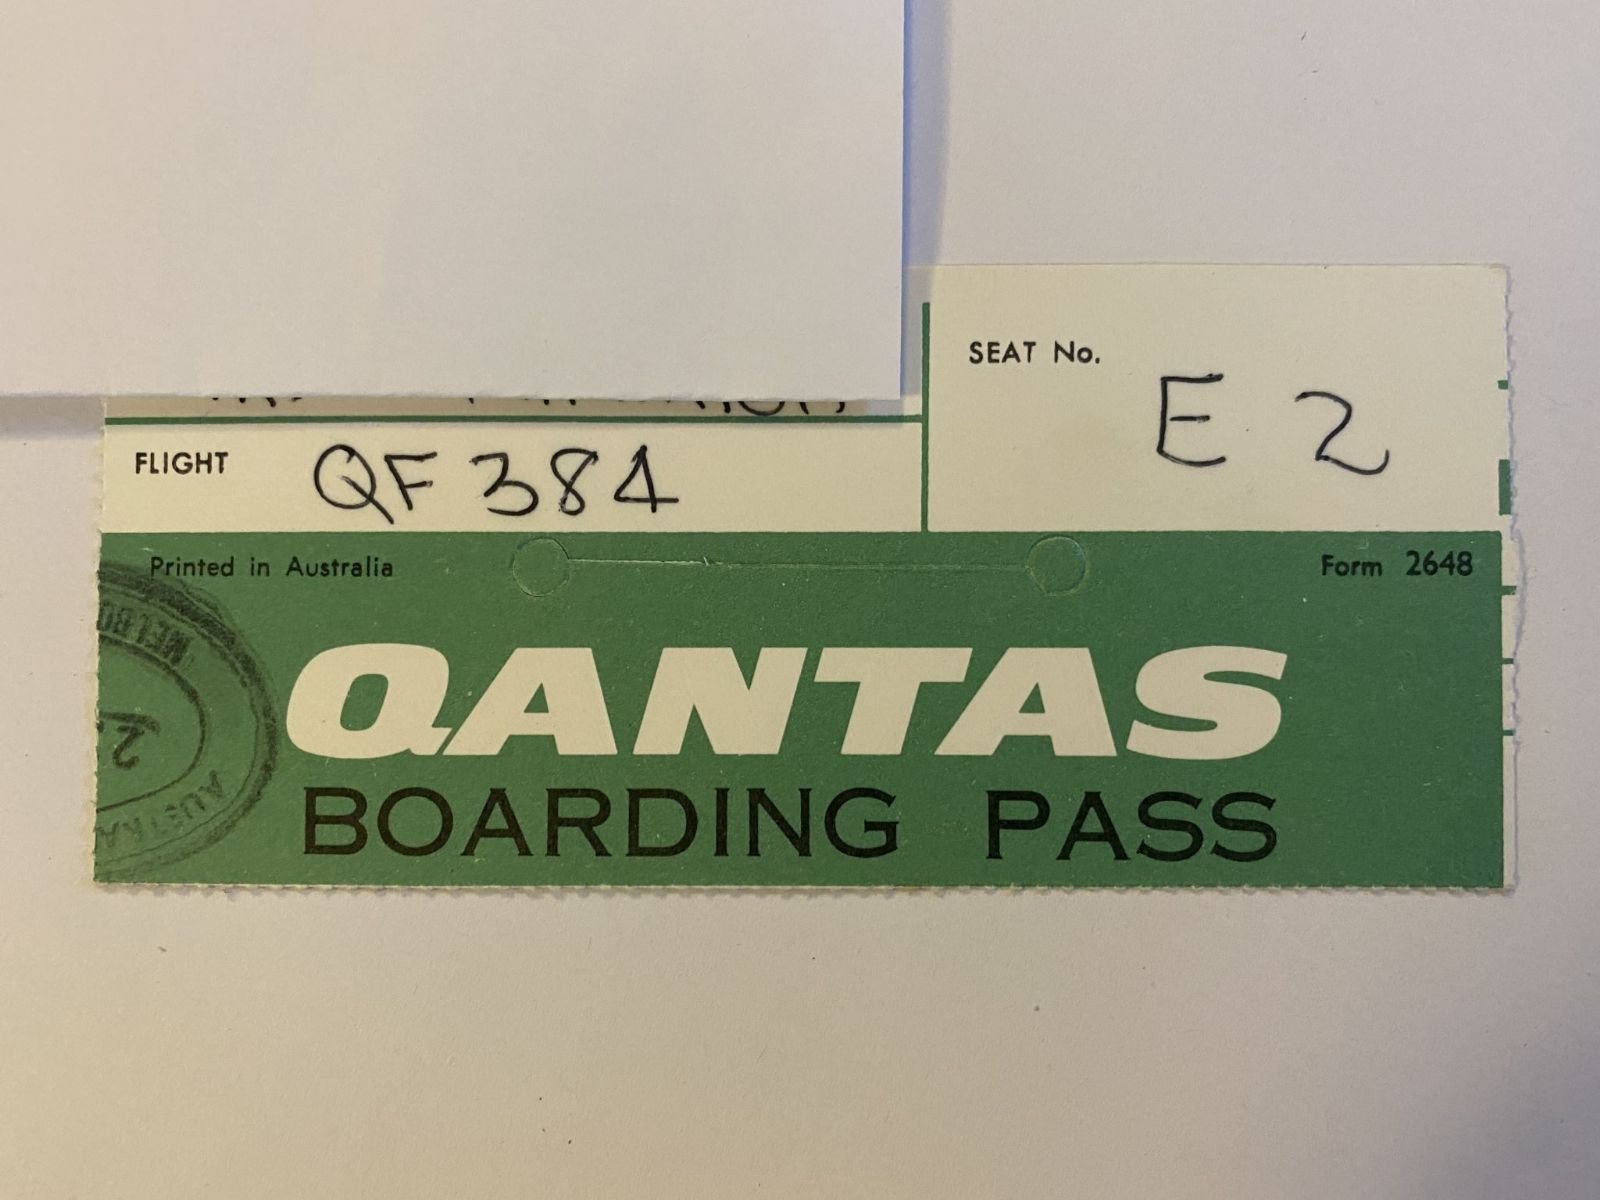 SEAT No. E 2
FLIGHT QF 384
Printed in Australia Form 2648
QANTAS
BOARDING PASS